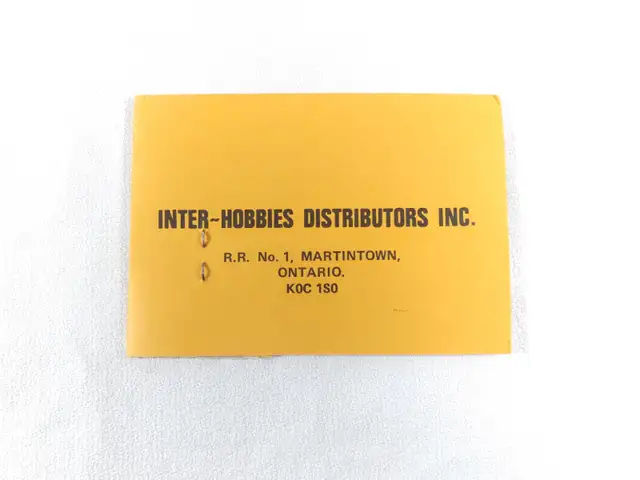 INTER~HOBBIES DISTRIBUTORS INC.
R.R. No. 1, MARTINTOWN,
ONTARIO.
K0C 1S0